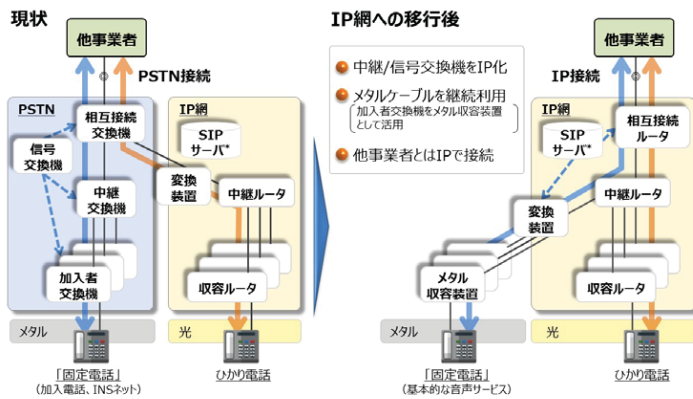 現状
他事業者
PSTN接続
PSTN
相互接続
交換機
信号
交換機
中継
交換機
加入者
交換機
IP網
SIP
サーバ*
変換
装置
中継ルータ
収容ルータ
メタル
光
「固定電話」
（加入電話、INSネット）
ひかり電話
IP網への移行後
中継/信号交換機をIP化
メタルケーブルを継続利用
加入者交換機をメタル収容装置
として活用
他事業者とはIPで接続
他事業者
IP接続
IP網
相互接続
ルータ
SIP
サーバ*
変換
装置
中継ルータ
メタル
収容装置
収容ルータ
メタル
光
「固定電話」
（基本的な音声サービス）
ひかり電話